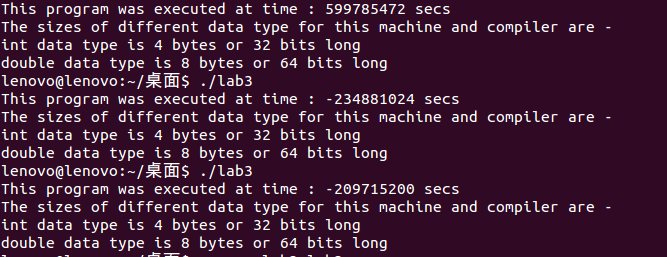 This program was executed at time : 599785472 secs
The sizes of different data type for this machine and compiler are -
int data type is 4 bytes or 32 bits long
double data type is 8 bytes or 64 bits long
lenovo@lenovo:~/桌面$ ./lab3
This program was executed at time : -234881024 secs
The sizes of different data type for this machine and compiler are -
int data type is 4 bytes or 32 bits long
double data type is 8 bytes or 64 bits long
lenovo@lenovo:~/桌面$ ./lab3
This program was executed at time : -209715200 secs
The sizes of different data type for this machine and compiler are -
int data type is 4 bytes or 32 bits long
double data type is 8 bytes or 64 bits long